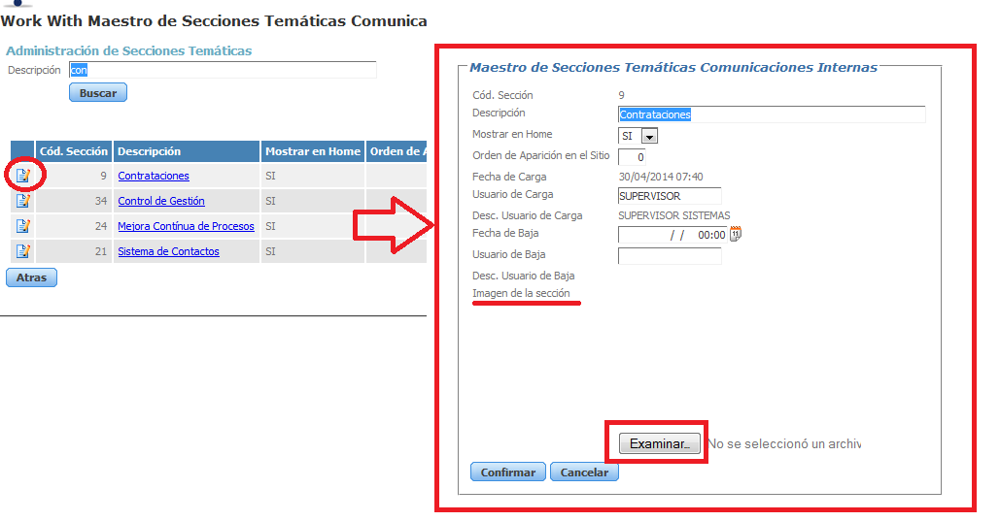 Work With Maestro de Secciones Temáticas Comunica
Administración de Secciones Temáticas
Descripción con
Buscar
Cód. Sección Descripción Mostrar en Home Orden de A
9 Contrataciones SI
34 Control de Gestión SI
24 Mejora Contínua de Procesos SI
21 Sistema de Contactos SI
Atras
Maestro de Secciones Temáticas Comunicaciones Internas
Cód. Sección 9
Descripción Contrataciones
Mostrar en Home SI
Orden de Aparición en el Sitio 0
Fecha de Carga 30/04/2014 07:40
Usuario de Carga SUPERVISOR
Desc. Usuario de Carga SUPERVISOR SISTEMAS
Fecha de Baja / / 00:00
Usuario de Baja
Desc. Usuario de Baja
Imagen de la sección
Examinar... No se seleccionó un archiv
Confirmar Cancelar